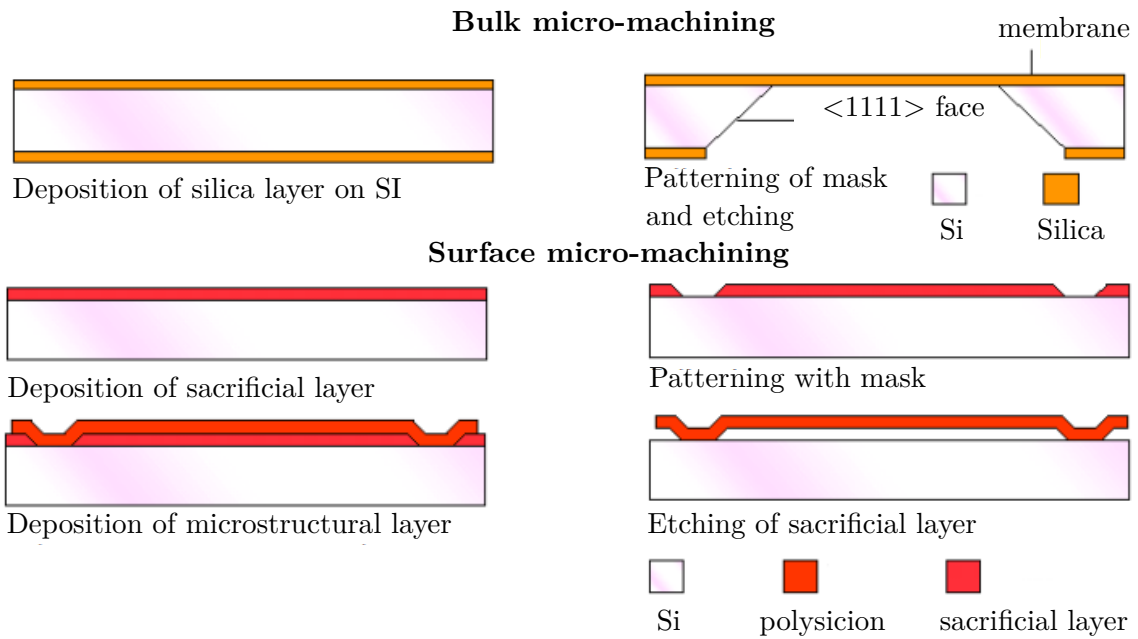 Bulk micro-machining
membrane
<1111> face
Deposition of silica layer on SI
Patterning of mask
and etching
Si
Silica
Surface micro-machining
Deposition of sacrificial layer
Patterning with mask
Deposition of microstructural layer
Etching of sacrificial layer
Si
polysicion
sacrificial layer